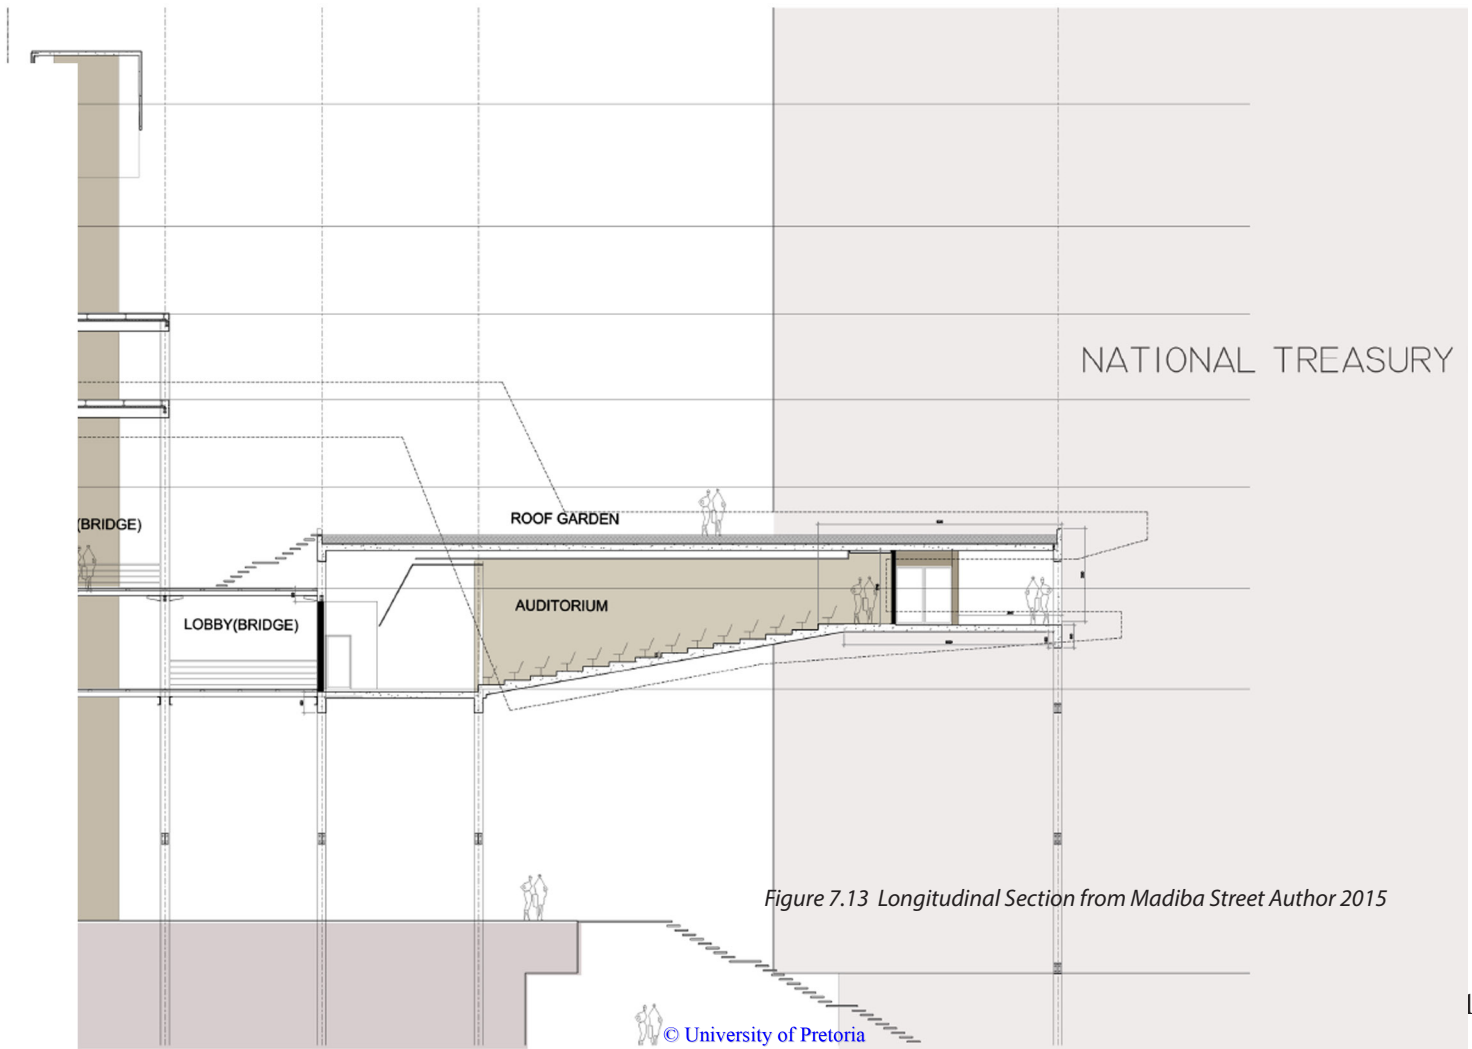 NATIONAL TREASURY
ROOF GARDEN
(BRIDGE)
AUDITORIUM
LOBBY(BRIDGE)
Figure 7.13 Longitudinal Section from Madiba Street Author 2015
© University of Pretoria